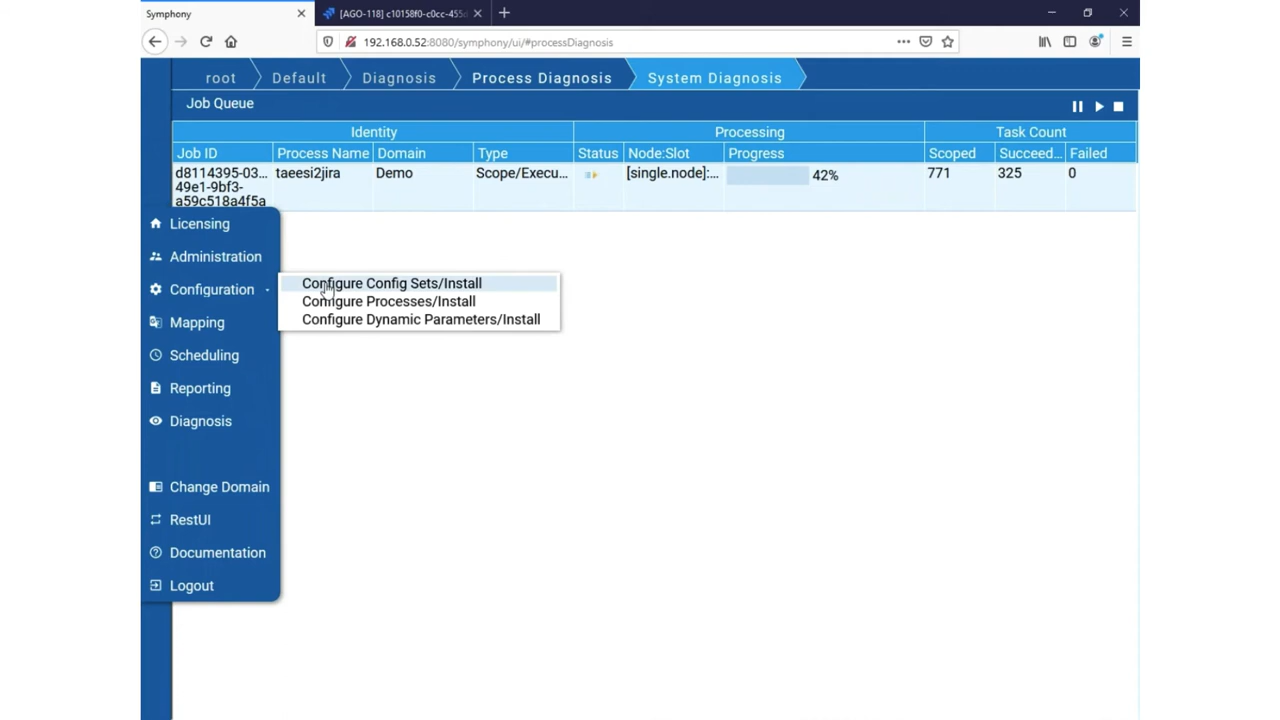 Symphony
[AGO-118] c10158f0-c0cc-455d
192.168.0.52:8080/symphony/ui/#processDiagnosis
root Default Diagnosis Process Diagnosis System Diagnosis
Job Queue
Identity Processing Task Count
Job ID Process Name Domain Type Status Node:Slot Progress Scoped Succeed... Failed
d8114395-03... taeesi2jira Demo Scope/Execu... [single.node]:... 42% 771 325 0
49e1-9bf3-
a59c518a4f5a
Licensing
Administration
Configuration
Configure Config Sets/Install
Configure Processes/Install
Configure Dynamic Parameters/Install
Mapping
Scheduling
Reporting
Diagnosis
Change Domain
RestUI
Documentation
Logout